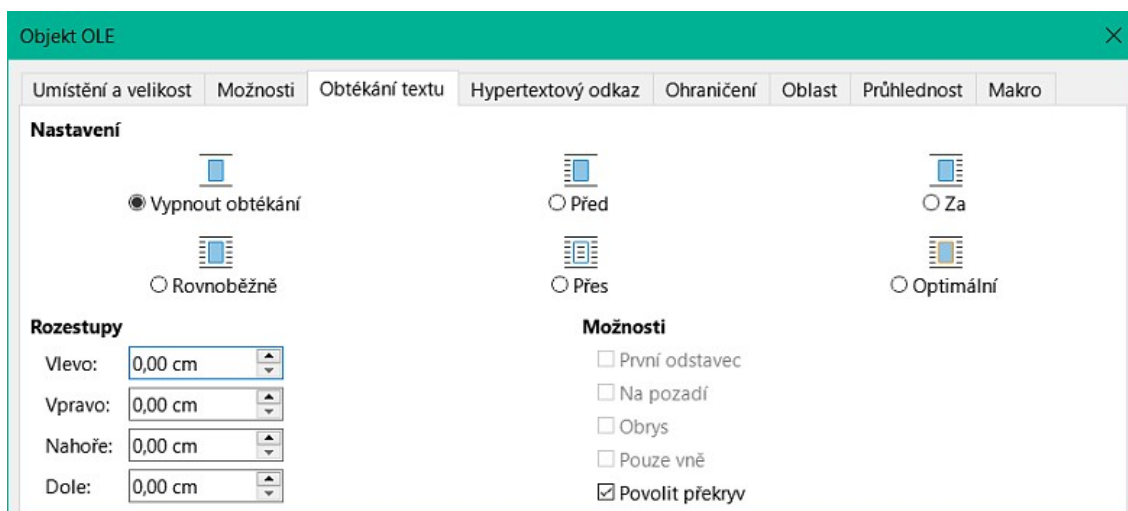 Objekt OLE
Umístění a velikost Možnosti Obtékání textu Hypertextový odkaz Ohraničení Oblast Průhlednost Makro
Nastavení
Vypnout obtékání Před Za
Rovnoběžně Přes Optimální
Rozestupy Možnosti
Vlevo: 0,00 cm První odstavec
Vpravo: 0,00 cm Na pozadí
Obrys
Nahoře: 0,00 cm Pouze vně
Dole: 0,00 cm Povolit překryv